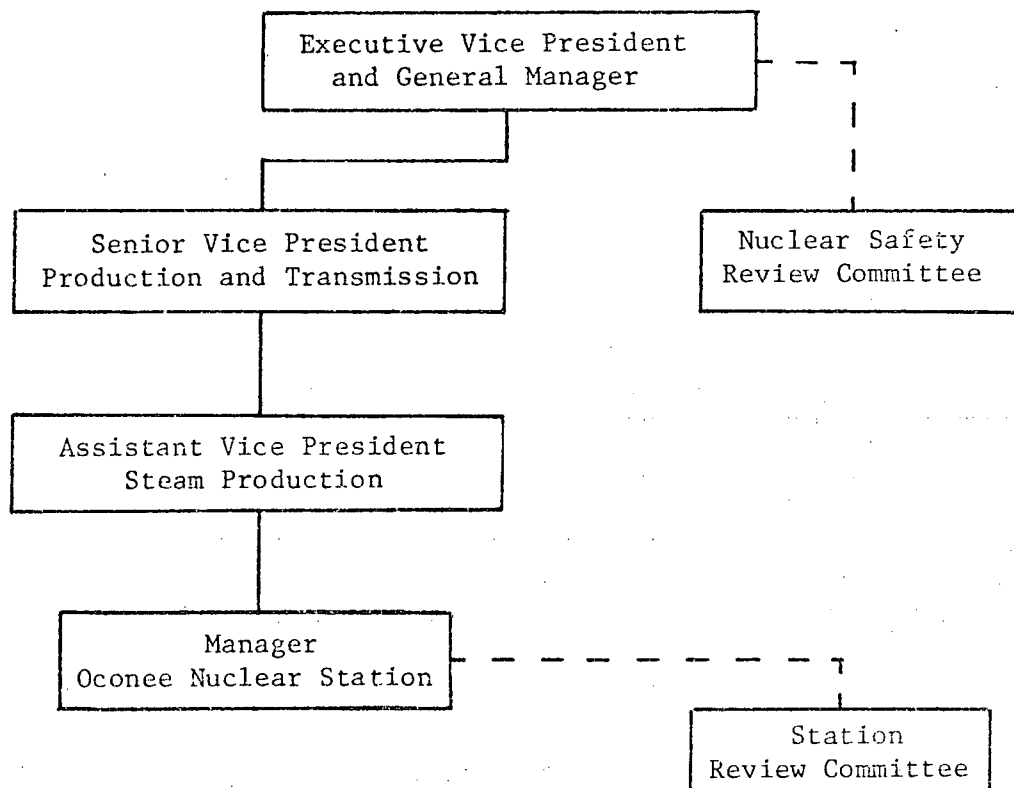 Executive Vice President
and General Manager
Senior Vice President
Production and Transmission
Nuclear Safety
Review Committee
Assistant Vice President
Steam Production
Manager
Oconee Nuclear Station
Station
Review Committee